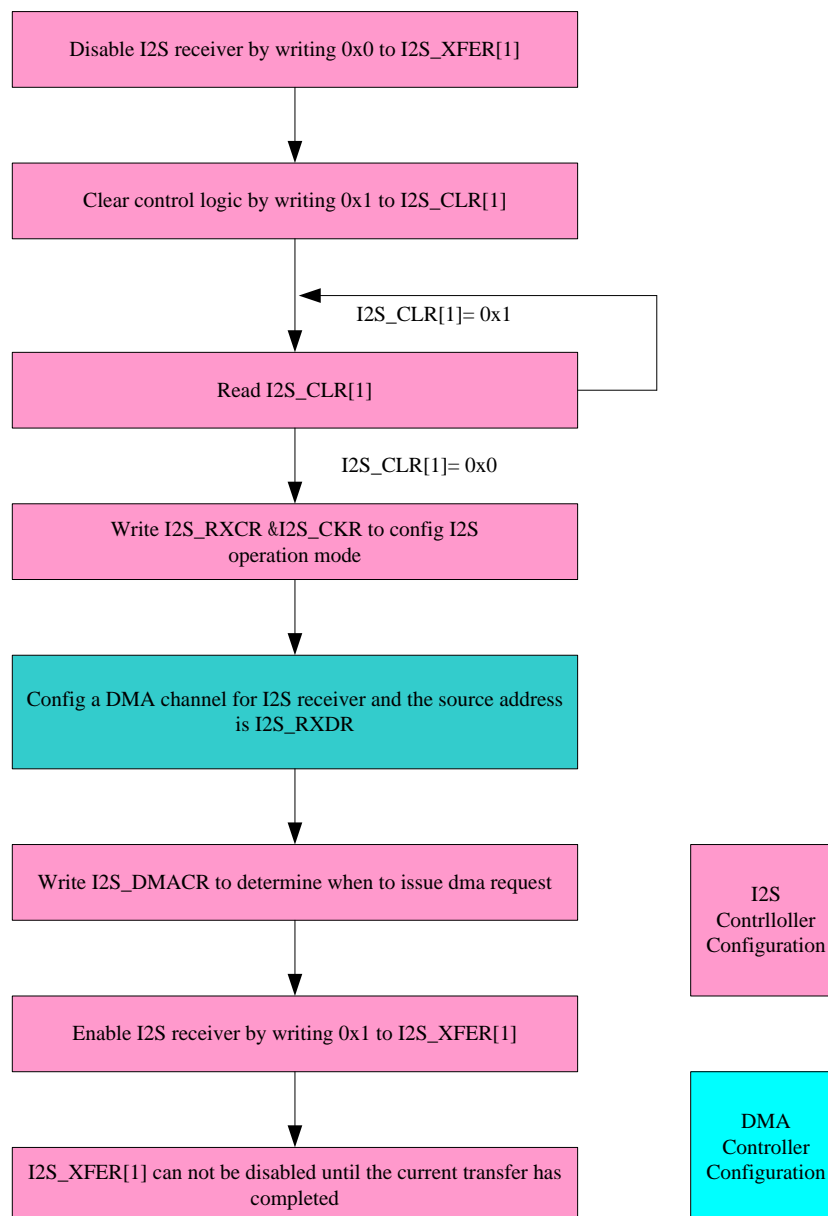 Disable I2S receiver by writing 0x0 to I2S_XFER[1]
Clear control logic by writing 0x1 to I2S_CLR[1]
I2S_CLR[1]= 0x1
Read I2S_CLR[1]
I2S_CLR[1]= 0x0
Write I2S_RXCR &I2S_CKR to config I2S
operation mode
Config a DMA channel for I2S receiver and the source address
is I2S_RXDR
Write I2S_DMACR to determine when to issue dma request
I2S
Contrlloller
Configuration
Enable I2S receiver by writing 0x1 to I2S_XFER[1]
DMA
Controller
Configuration
I2S_XFER[1] can not be disabled until the current transfer has
completed